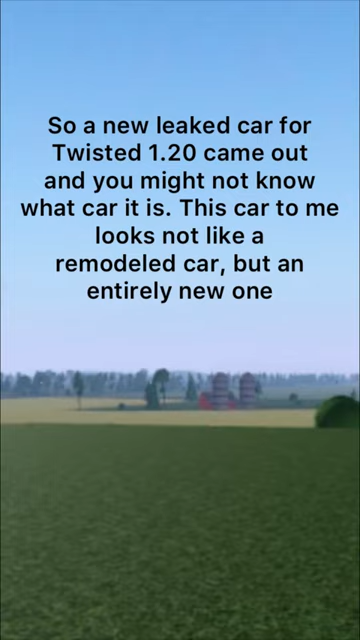 So a new leaked car for
Twisted 1.20 came out
and you might not know
what car it is. This car to me
looks not like a
remodeled car, but an
entirely new one